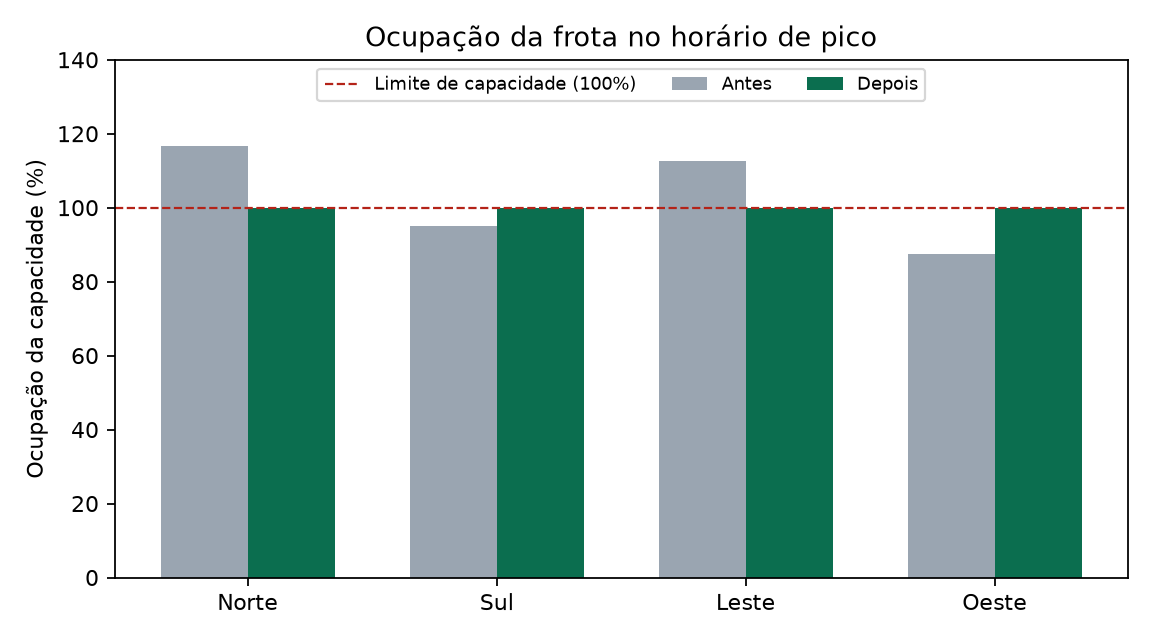 Ocupação da frota no horário de pico
Limite de capacidade (100%) Antes Depois
Ocupação da capacidade (%)
140
120
100
80
60
40
20
0
Norte Sul Leste Oeste